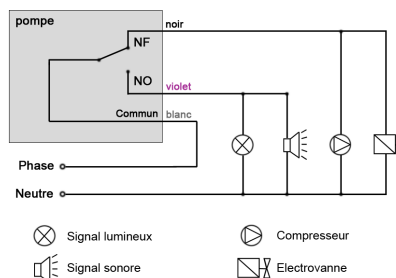 pompe
noir
NF
NO
violet
Commun
blanc
Phase
Neutre
Signal lumineux
Compresseur
Signal sonore
Electrovanne